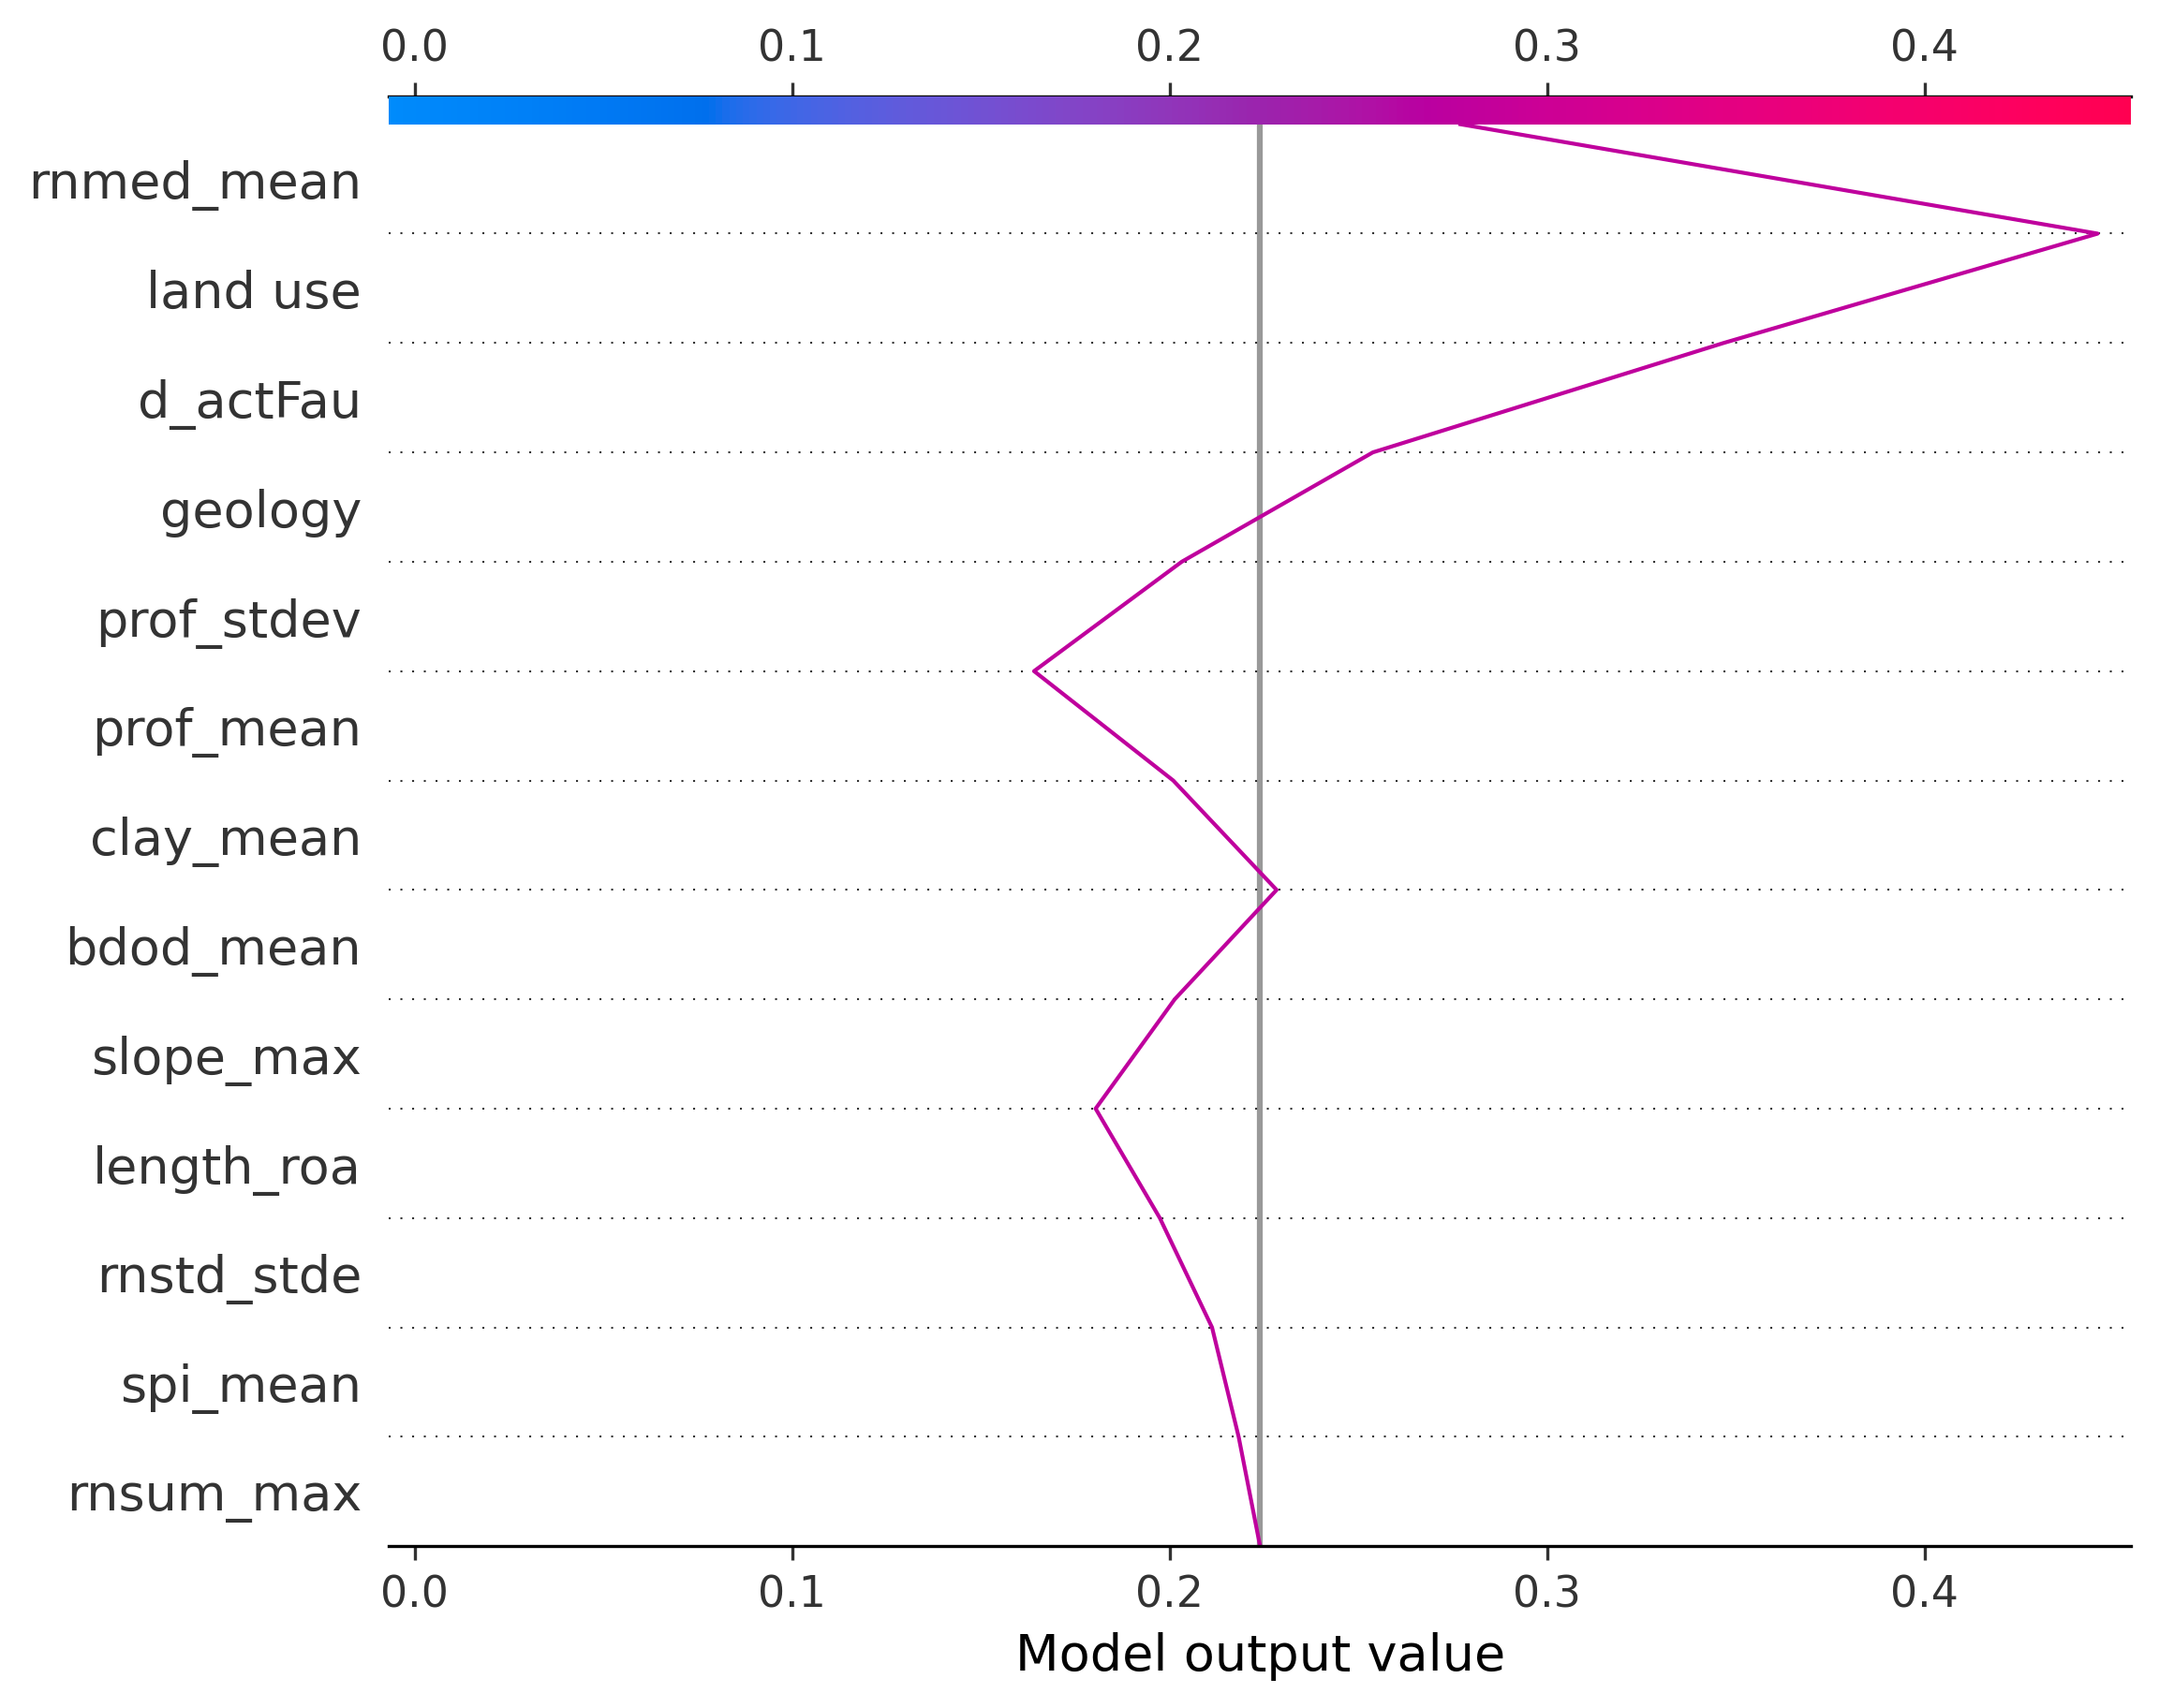 0.0 0.1 0.2 0.3 0.4
rnmed_mean
land use
d_actFau
geology
prof_stdev
prof_mean
clay_mean
bdod_mean
slope_max
length_roa
rnstd_stde
spi_mean
rnsum_max
0.0 0.1 0.2 0.3 0.4
Model output value